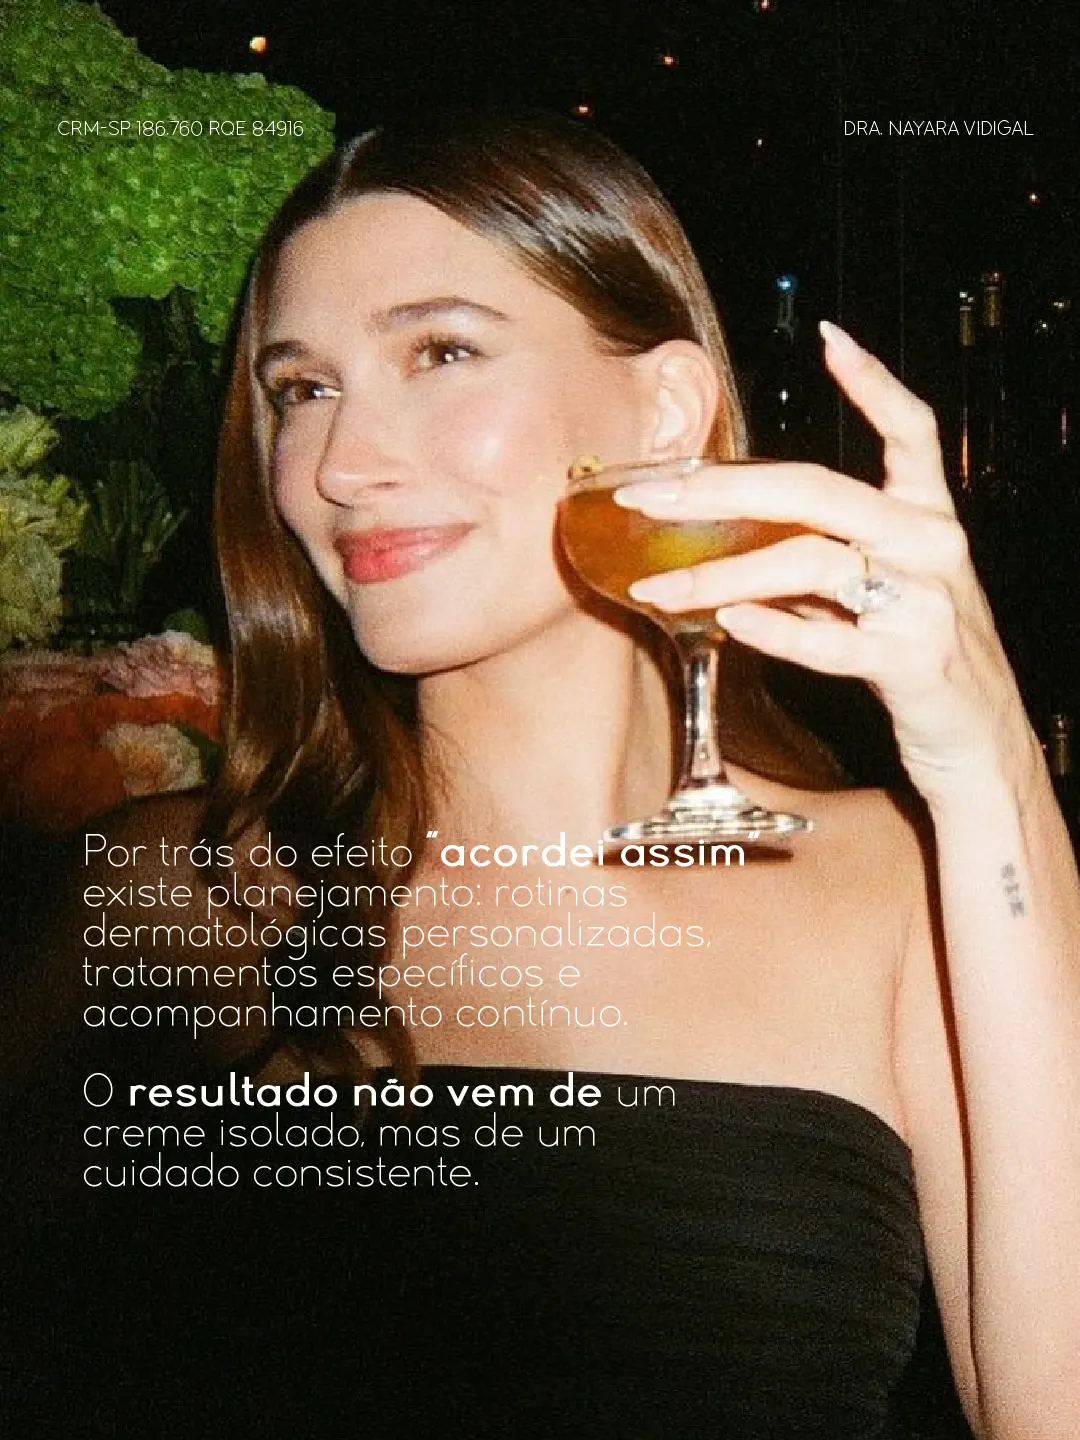 CRM-SP 186.760 RQE 84916
DRA. NAYARA VIDIGAL
Por trás do efeito "acordei assim"
existe planejamento: rotinas
dermatológicas personalizadas,
tratamentos específicos e
acompanhamento contínuo.
O resultado não vem de um
creme isolado, mas de um
cuidado consistente.